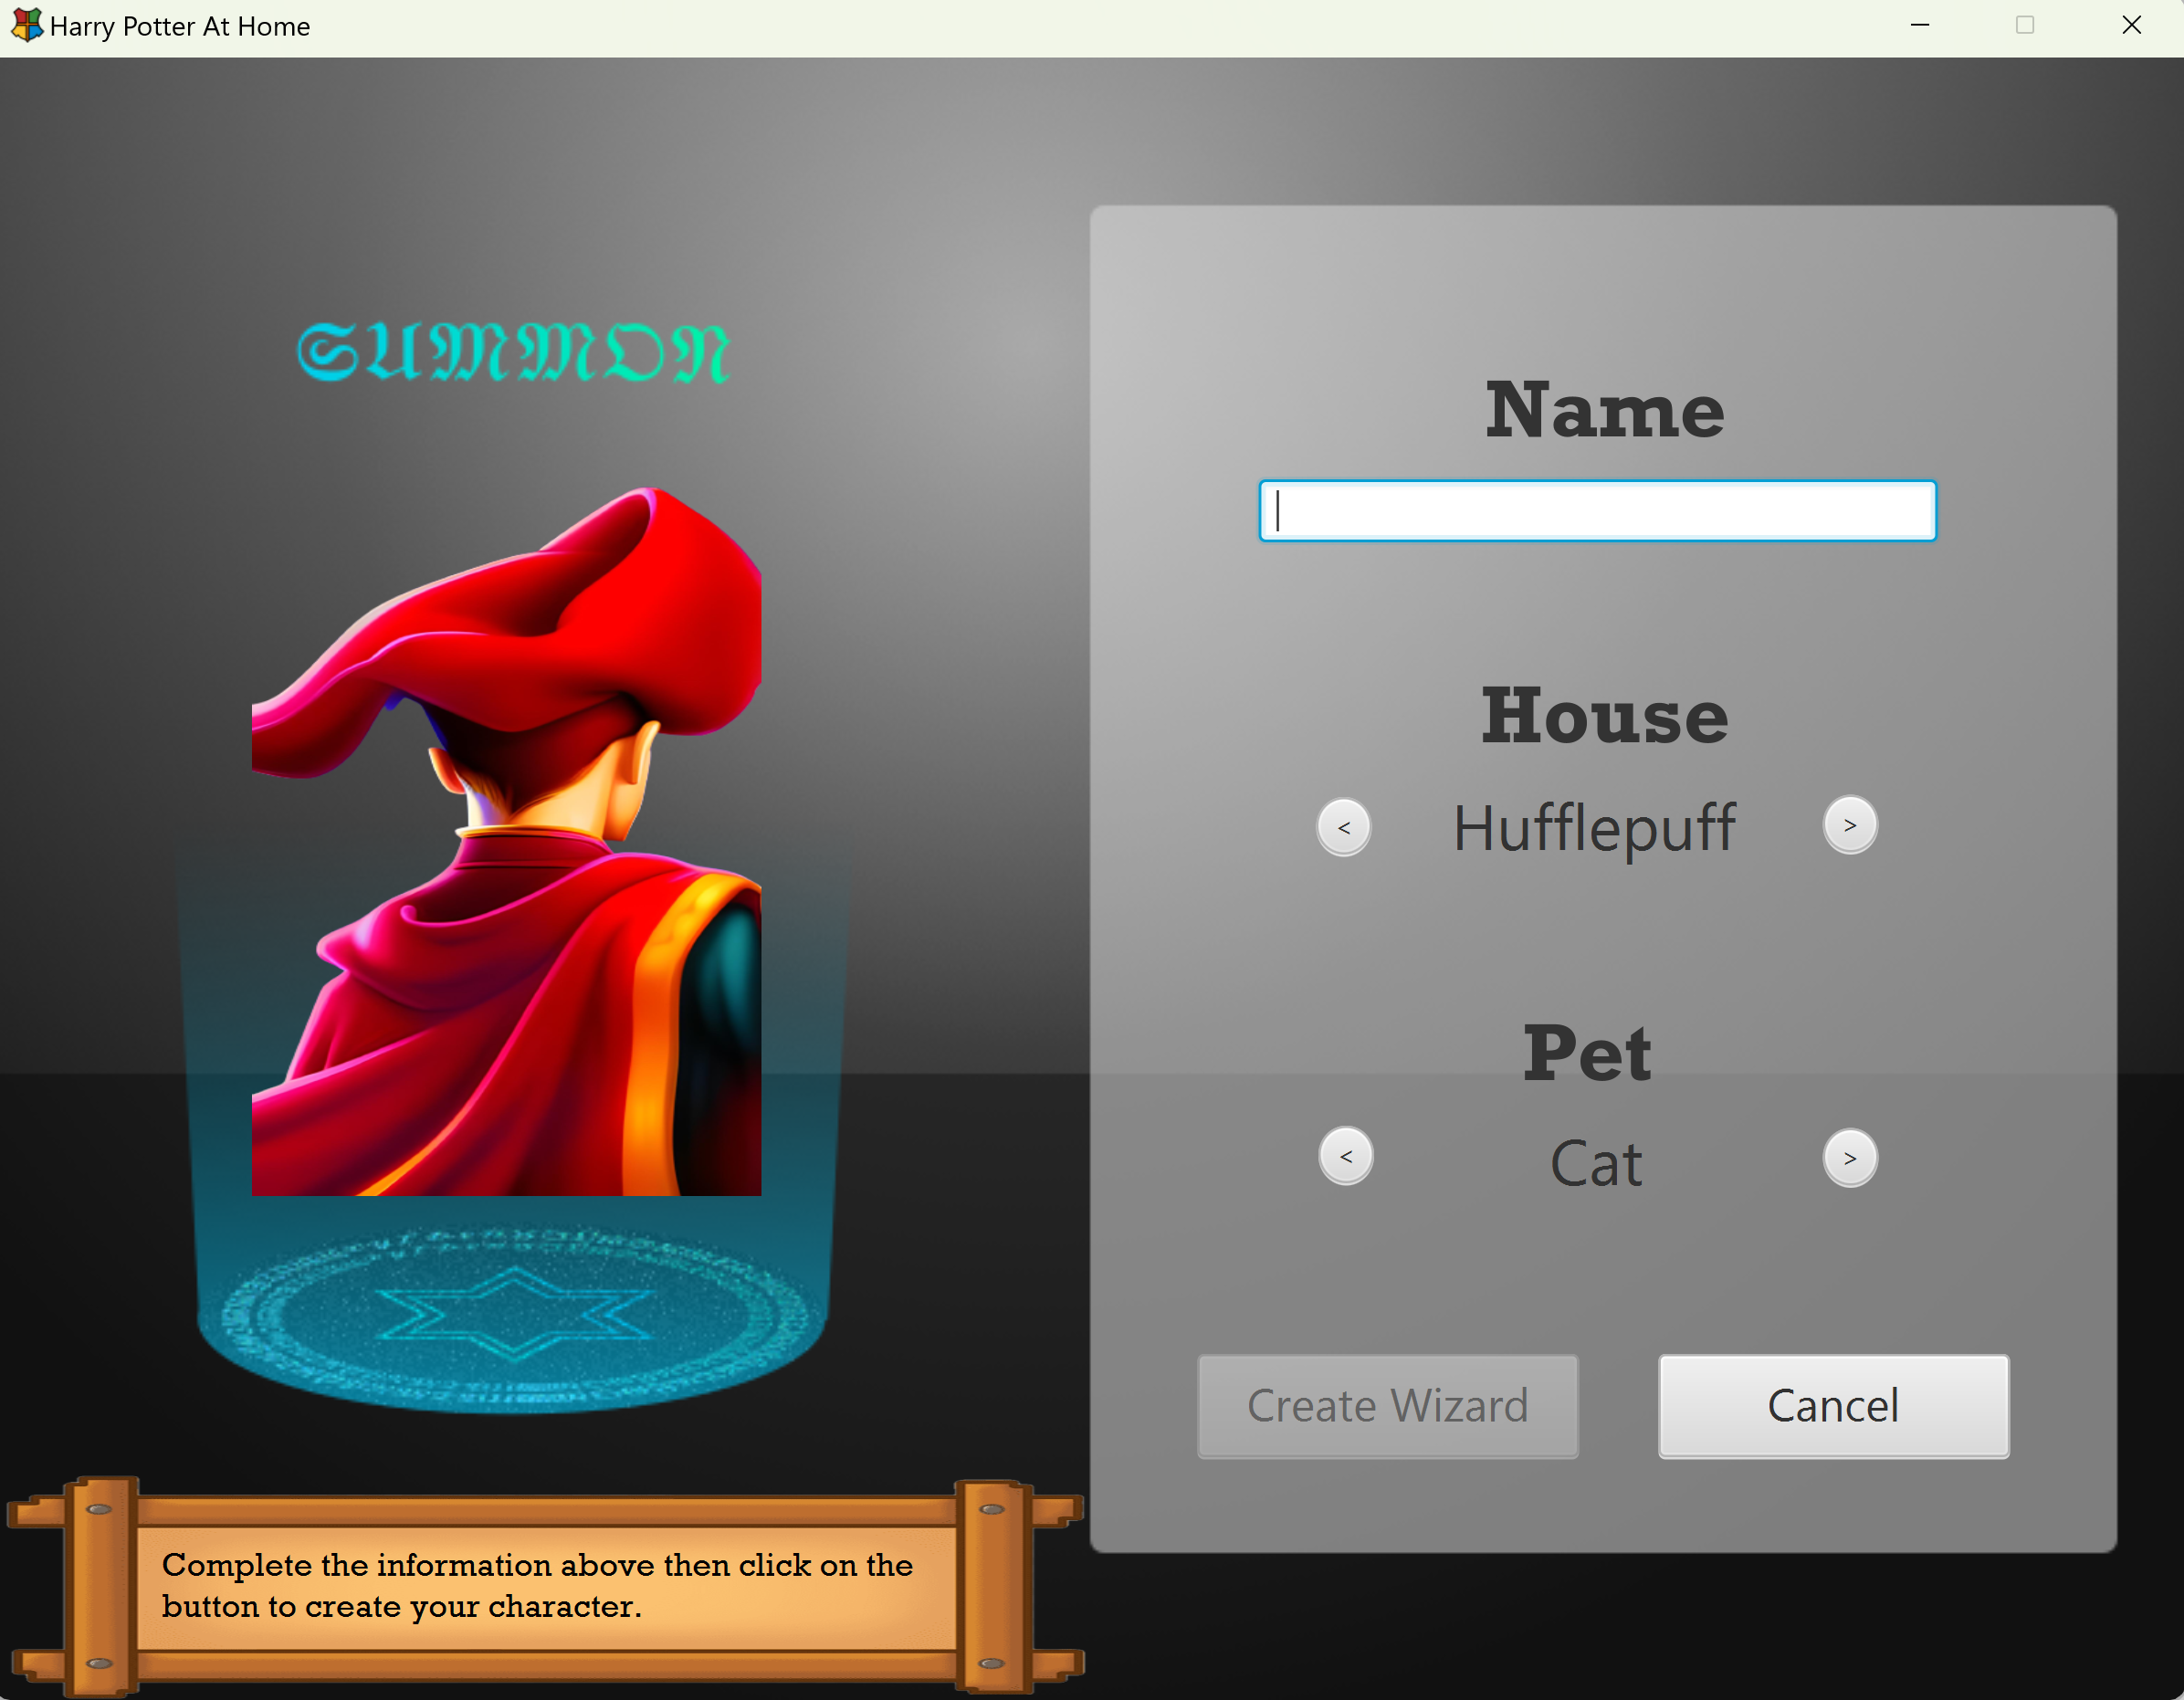 Harry Potter At Home
SUMMON
Name
House
< Hufflepuff >
Pet
< Cat >
Create Wizard Cancel
Complete the information above then click on the
button to create your character.